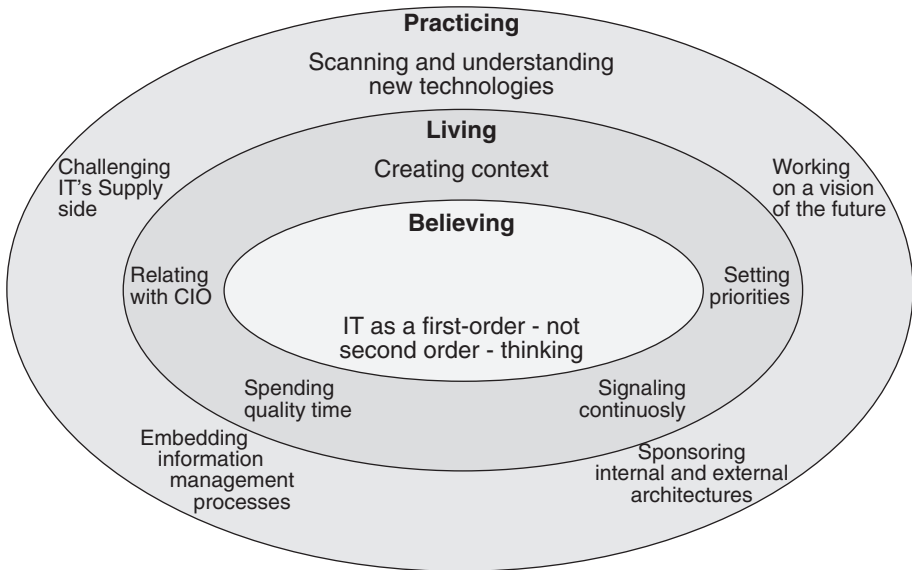 Practicing
Scanning and understanding
new technologies
Living
Creating context
Challenging
IT's Supply
side
Working
on a vision
of the future
Believing
Relating
with CIO
Setting
priorities
IT as a first-order - not
second order - thinking
Spending
quality time
Signaling
continuosly
Embedding
information
management
processes
Sponsoring
internal and external
architectures